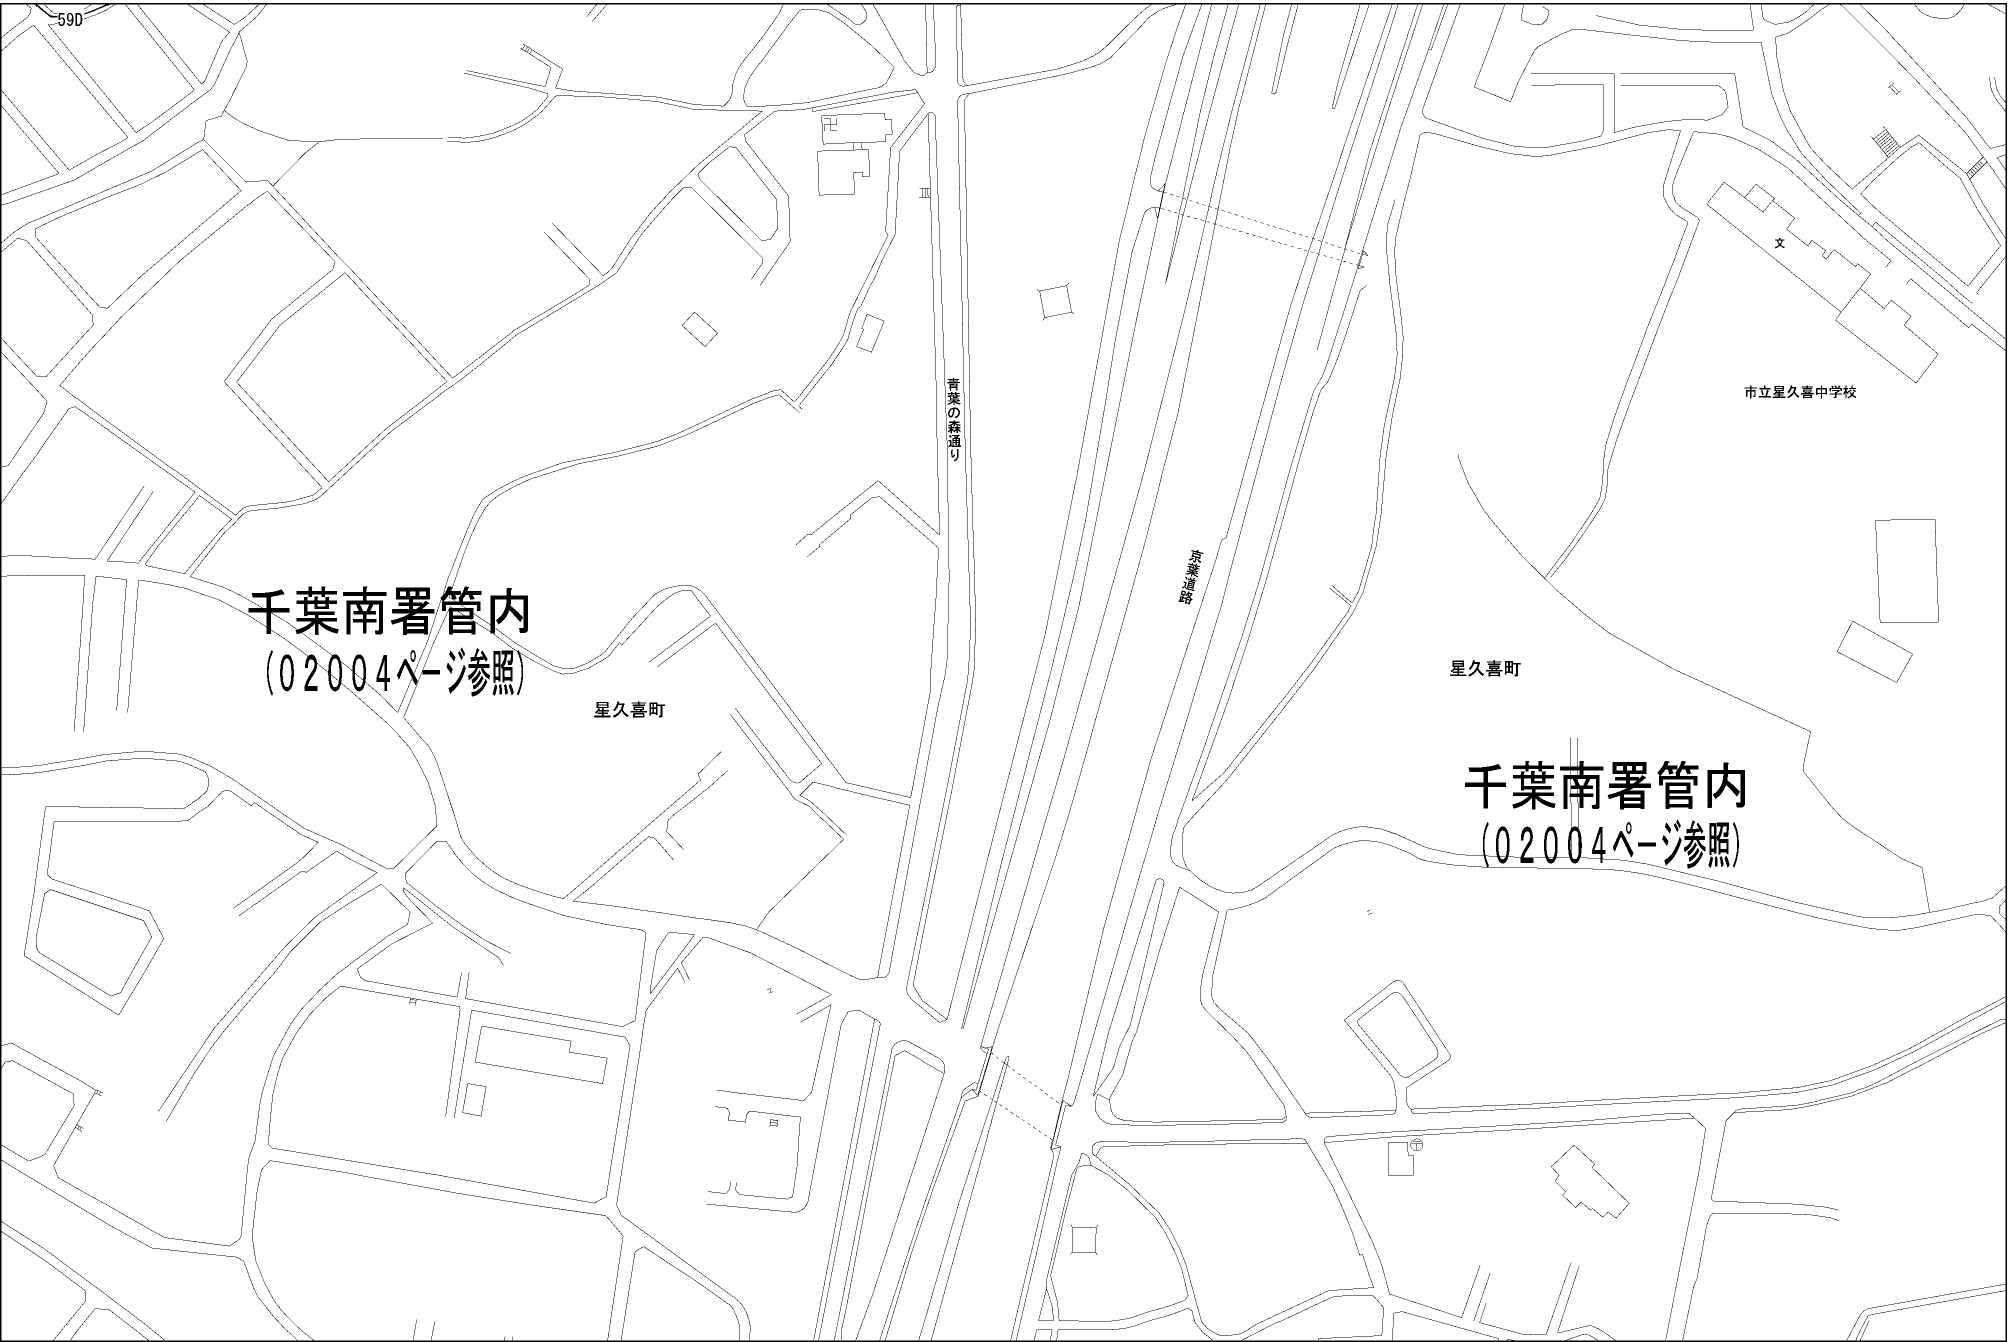 59D
文
市立星久喜中学校
青葉の森通り
京葉道路
千葉南署管内
(02004ページ参照)
星久喜町
星久喜町
千葉南署管内
(02004ページ参照)